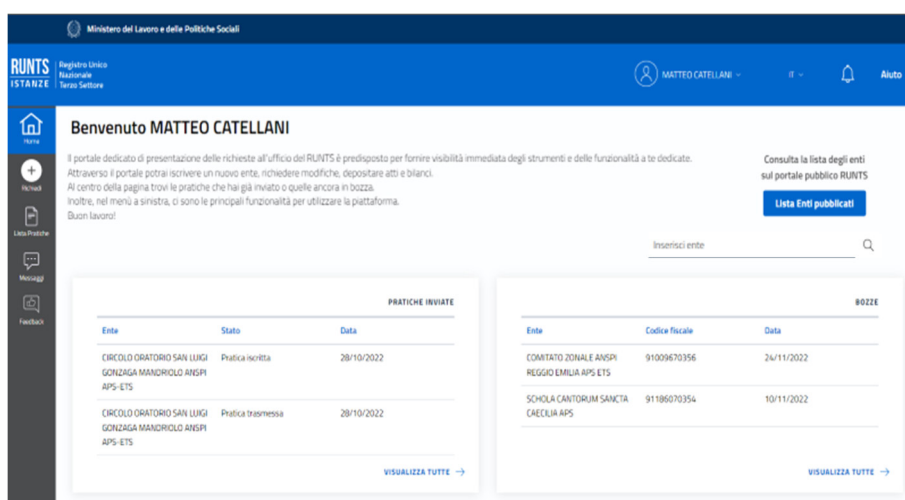 Ministero del Lavoro e delle Politiche Sociali
RUNTS
ISTANZE
Registro Unico
Nazionale
Terzo Settore
MATTEO CATELLANI
IT
Aiuto
Home
Richiedi
Lista Pratiche
Messaggi
Feedback
Benvenuto MATTEO CATELLANI
Il portale dedicato di presentazione delle richieste all'ufficio del RUNTS è predisposto per fornire visibilità immediata degli strumenti e delle funzionalità a te dedicate.
Attraverso il portale potrai iscrivere un nuovo ente, richiedere modifiche, depositare atti e bilanci.
Al centro della pagina trovi le pratiche che hai già inviato o quelle ancora in bozza.
Inoltre, nel menù a sinistra, ci sono le principali funzionalità per utilizzare la piattaforma.
Buon lavoro!
Consulta la lista degli enti
sul portale pubblico RUNTS
Lista Enti pubblicati
Inserisci ente
PRATICHE INVIATE
Ente Stato Data
CIRCOLO ORATORIO SAN LUIGI Pratica iscritta 28/10/2022
GONZAGA MANDRIOLO ANSPI
APS-ETS
CIRCOLO ORATORIO SAN LUIGI Pratica trasmessa 28/10/2022
GONZAGA MANDRIOLO ANSPI
APS-ETS
VISUALIZZA TUTTE
BOZZE
Ente Codice fiscale Data
COMITATO ZONALE ANSPI 91009670356 24/11/2022
REGGIO EMILIA APS ETS
SCHOLA CANTORUM SANCTA 91186070354 10/11/2022
CAECILIA APS
VISUALIZZA TUTTE